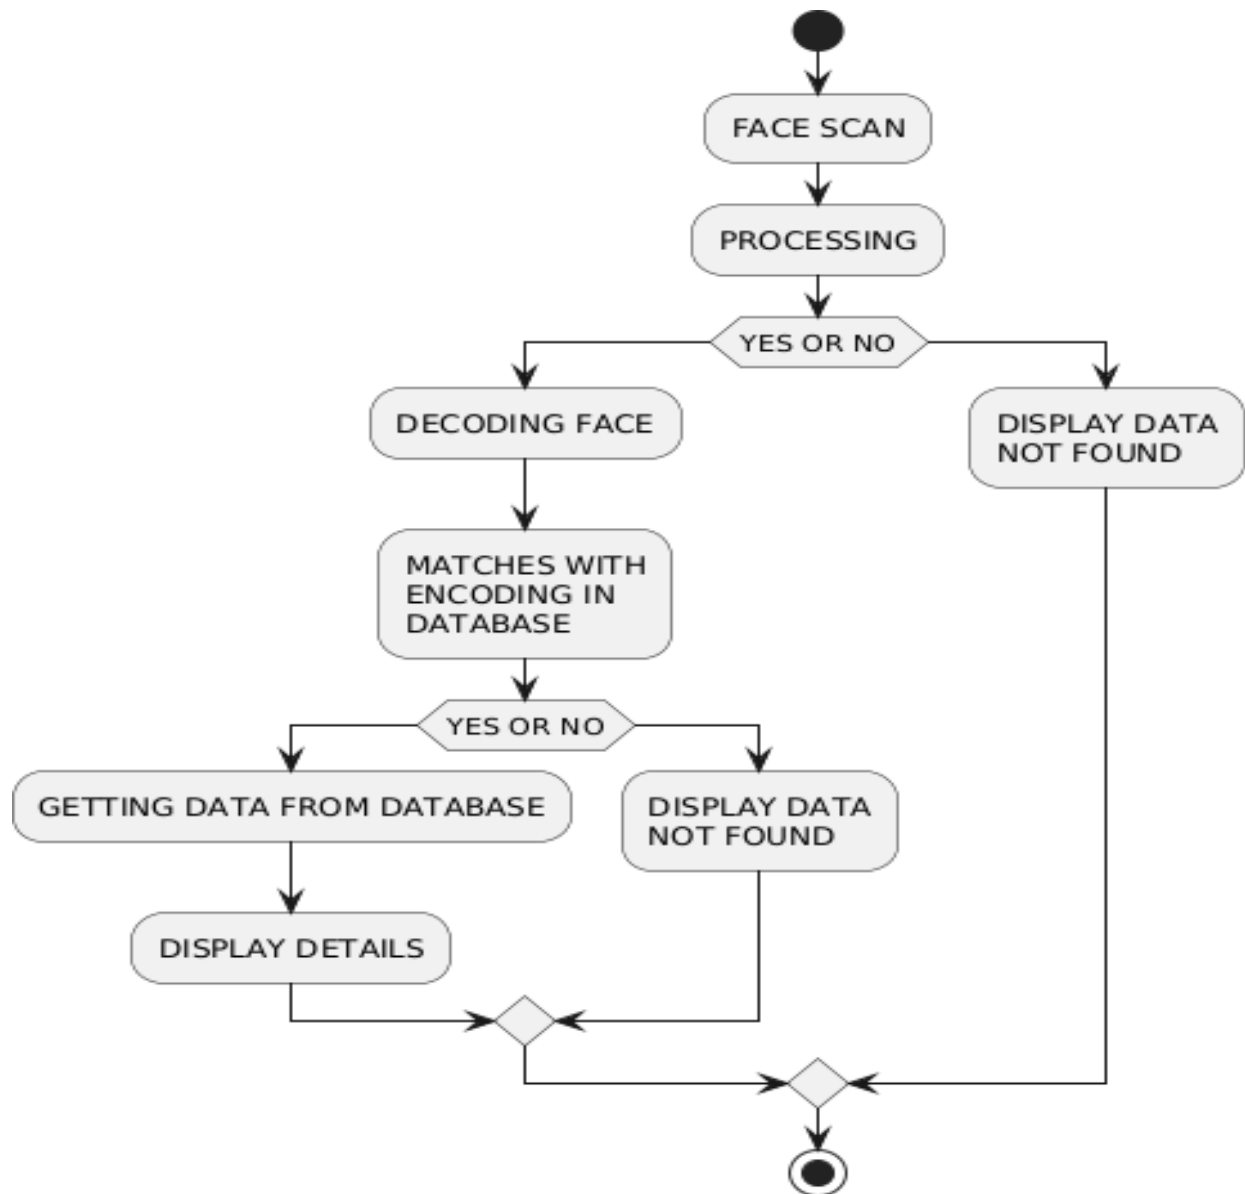 FACE SCAN
PROCESSING
YES OR NO
DECODING FACE
DISPLAY DATA
NOT FOUND
MATCHES WITH
ENCODING IN
DATABASE
YES OR NO
GETTING DATA FROM DATABASE
DISPLAY DATA
NOT FOUND
DISPLAY DETAILS